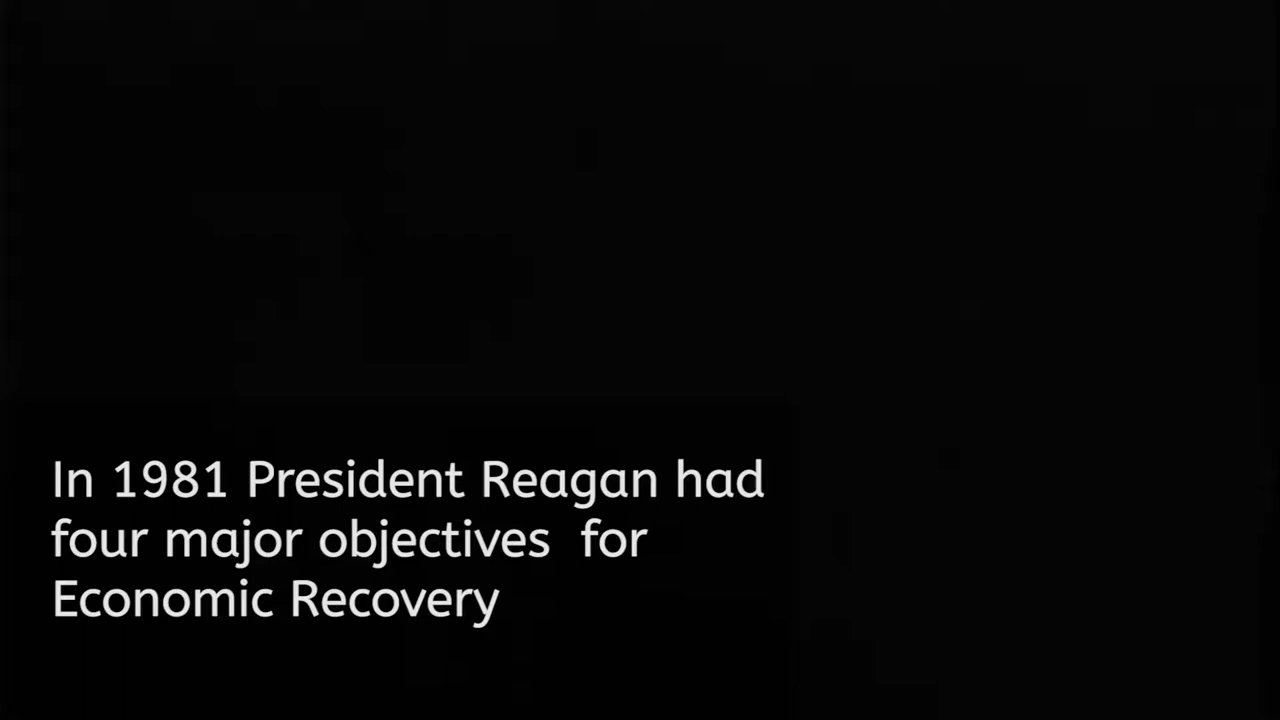 In 1981 President Reagan had
four major objectives  for
Economic Recovery